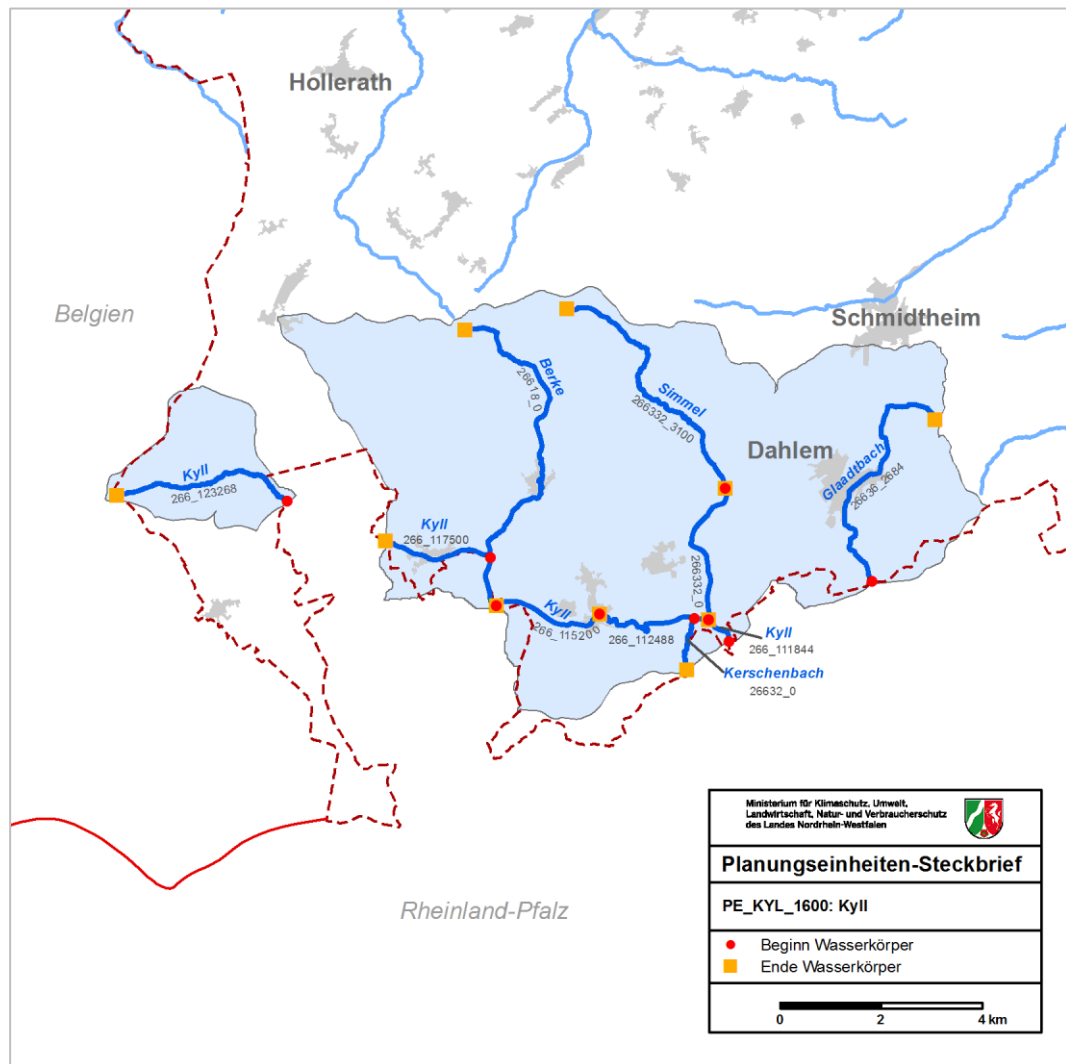 Hollerath
Belgien
Schmidtheim
Berke
26618_0
Simmel
266332_3100
Dahlem
Glaadtbach
26636_2684
Kyll
266_123268
Kyll
266_117500
266332_0
Kyll
266_115200
266_112488
Kyll
266_111844
Kerschenbach
26632_0
Rheinland-Pfalz
Ministerium für Klimaschutz, Umwelt,
Landwirtschaft, Natur- und Verbraucherschutz
des Landes Nordrhein-Westfalen
Planungseinheiten-Steckbrief
PE_KYL_1600: Kyll
Beginn Wasserkörper
Ende Wasserkörper
0 2 4 km